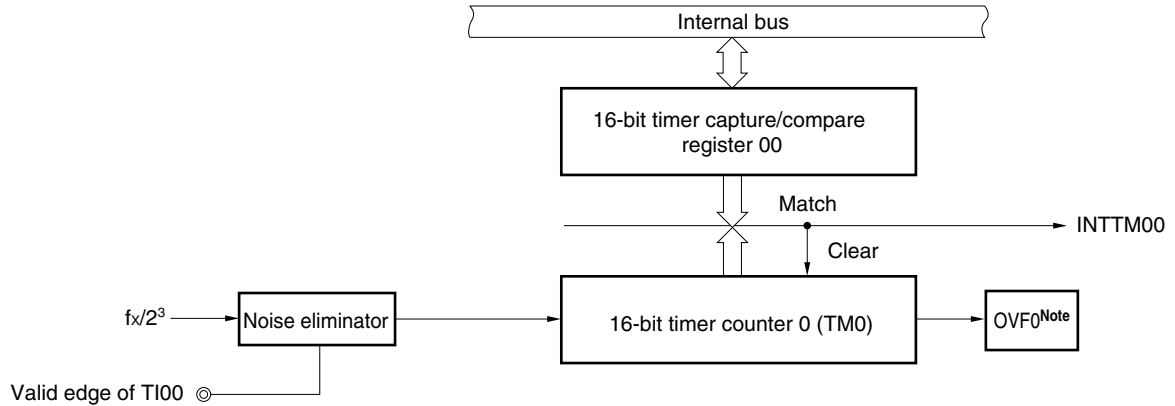 Internal bus
16-bit timer capture/compare
register 00
Match
INTTM00
Clear
fx/2³
Noise eliminator
16-bit timer counter 0 (TM0)
OVF0Note
Valid edge of TI00